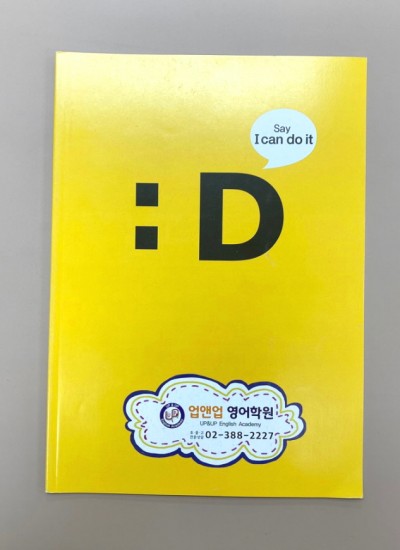 Say
I can do it
: D
업앤업 영어학원
UP&UP English Academy
02-388-2227